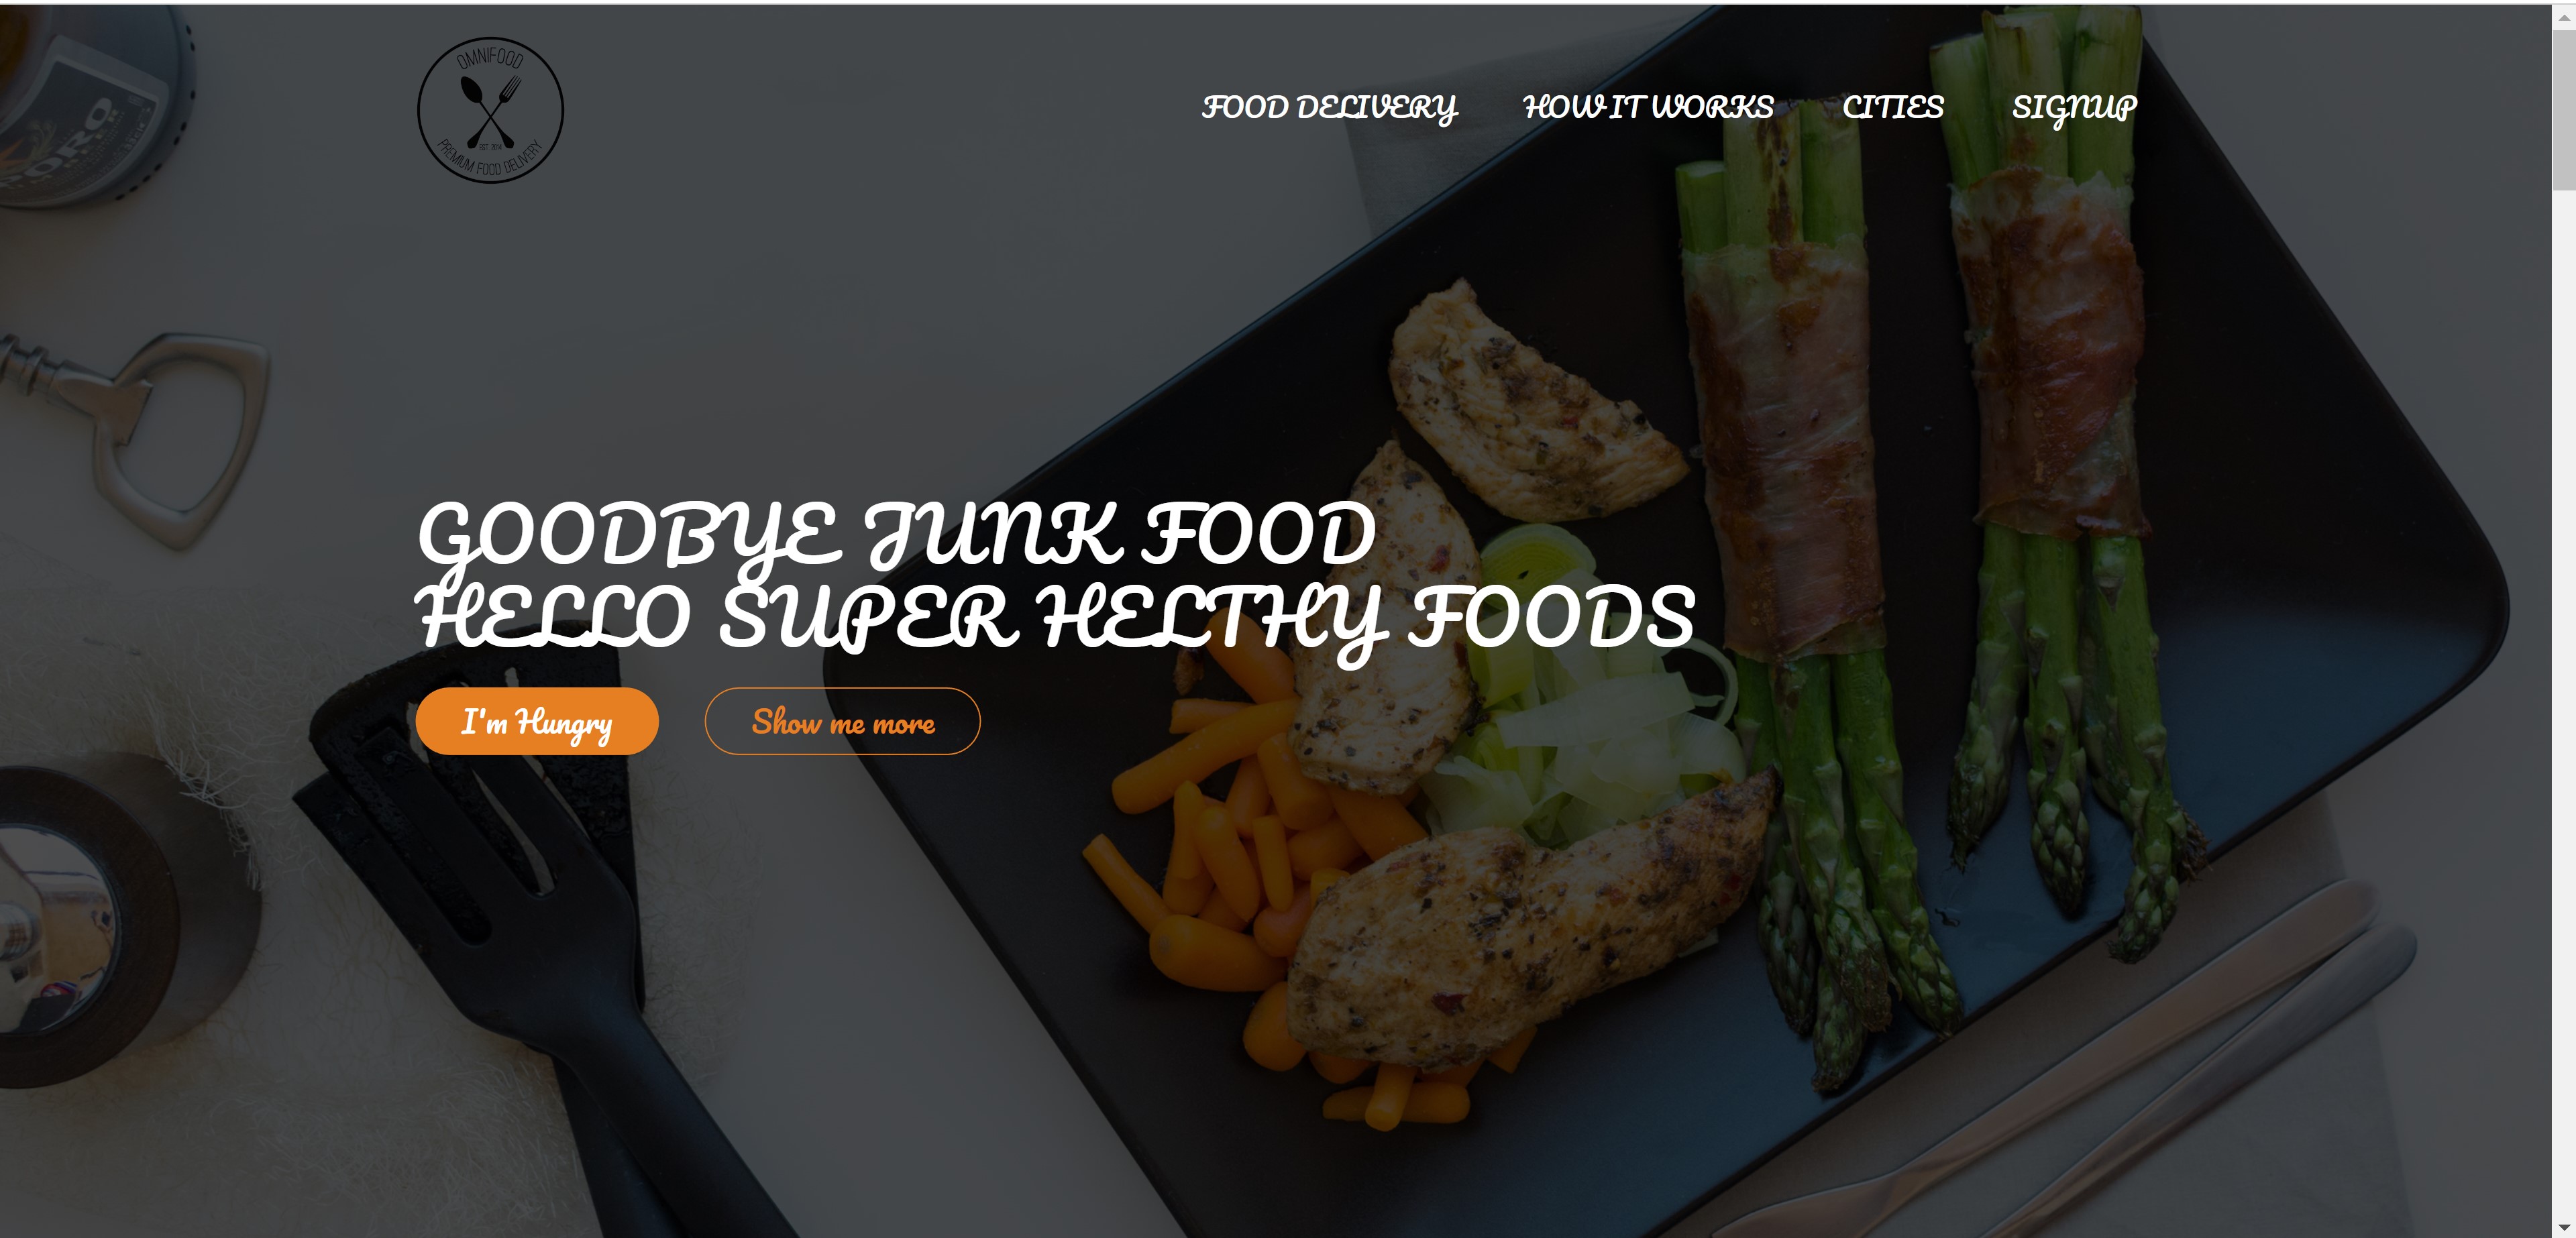 OMNIFOOD
EST 2014
PREMIUM FOOD DELIVERY
FOOD DELIVERY HOW IT WORKS CITIES SIGNUP
GOODBYE JUNK FOOD
HELLO SUPER HELTHY FOODS
I'm Hungry Show me more